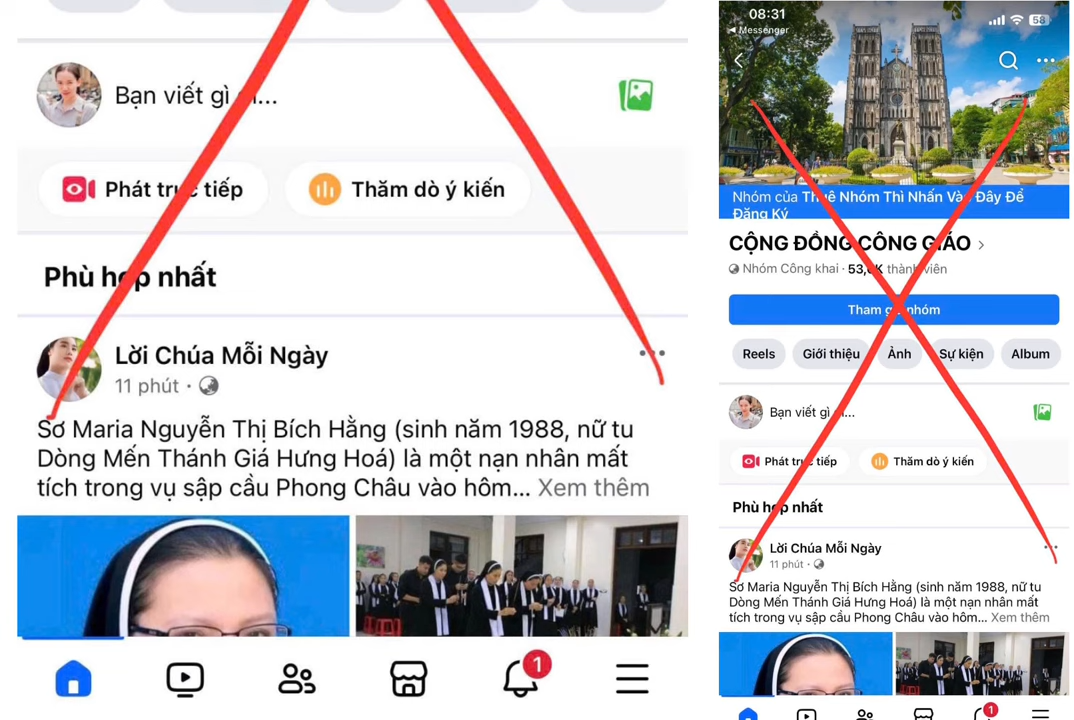 Bạn viết gì đi...
Phát trực tiếp
Thăm dò ý kiến
Phù hợp nhất
Lời Chúa Mỗi Ngày
11 phút ·
Sơ Maria Nguyễn Thị Bích Hằng (sinh năm 1988, nữ tu
Dòng Mến Thánh Giá Hưng Hoá) là một nạn nhân mất
tích trong vụ sập cầu Phong Châu vào hôm... Xem thêm
1
08:31
58
Messenger
Nhóm của Thuê Nhóm Thì Nhấn Vào Đây Để
Đăng Ký
CỘNG ĐỒNG CÔNG GIÁO
Nhóm Công khai · thành viên
Tham gia nhóm
Reels
Giới thiệu
Ảnh
Sự kiện
Album
Bạn viết gì đi...
Phát trực tiếp
Thăm dò ý kiến
Phù hợp nhất
Lời Chúa Mỗi Ngày
11 phút ·
Sơ Maria Nguyễn Thị Bích Hằng (sinh năm 1988, nữ tu
Dòng Mến Thánh Giá Hưng Hoá) là một nạn nhân mất
tích trong vụ sập cầu Phong Châu vào hôm... Xem thêm
1